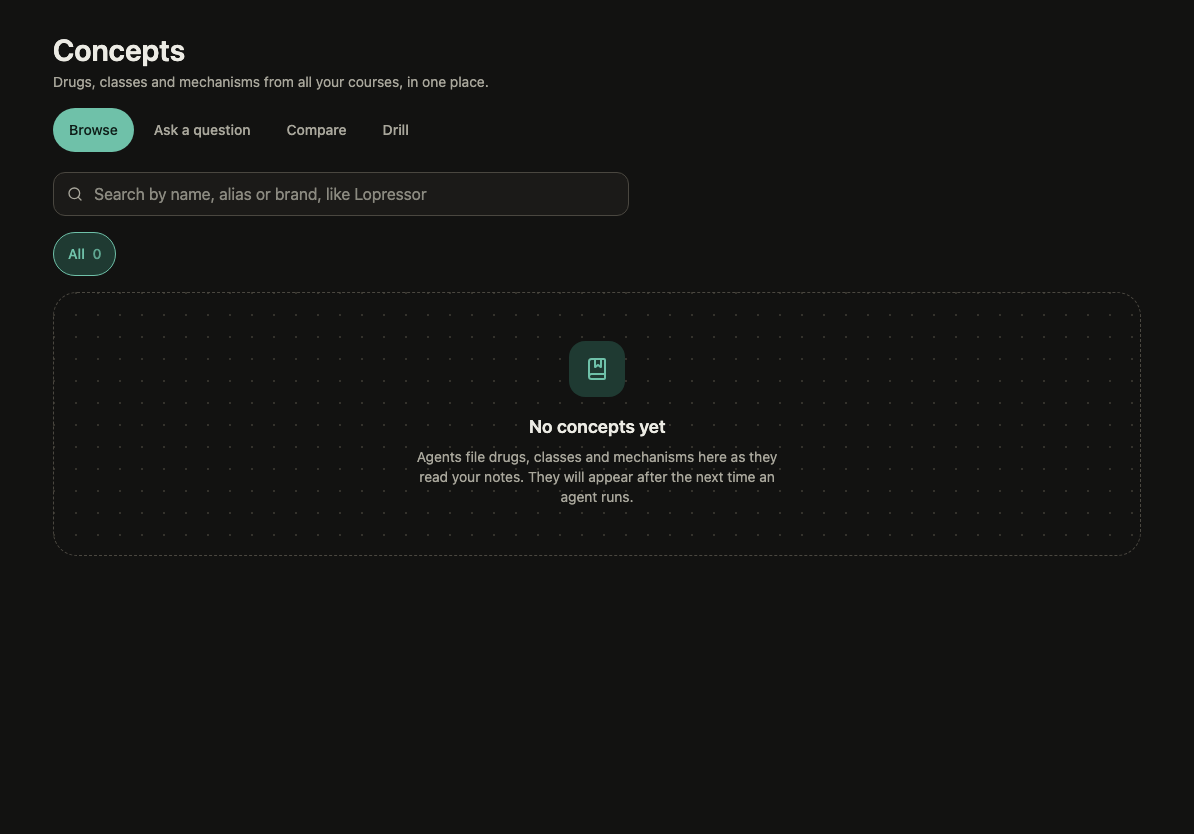 Concepts
Drugs, classes and mechanisms from all your courses, in one place.
Browse Ask a question Compare Drill
Search by name, alias or brand, like Lopressor
All 0
No concepts yet
Agents file drugs, classes and mechanisms here as they
read your notes. They will appear after the next time an
agent runs.